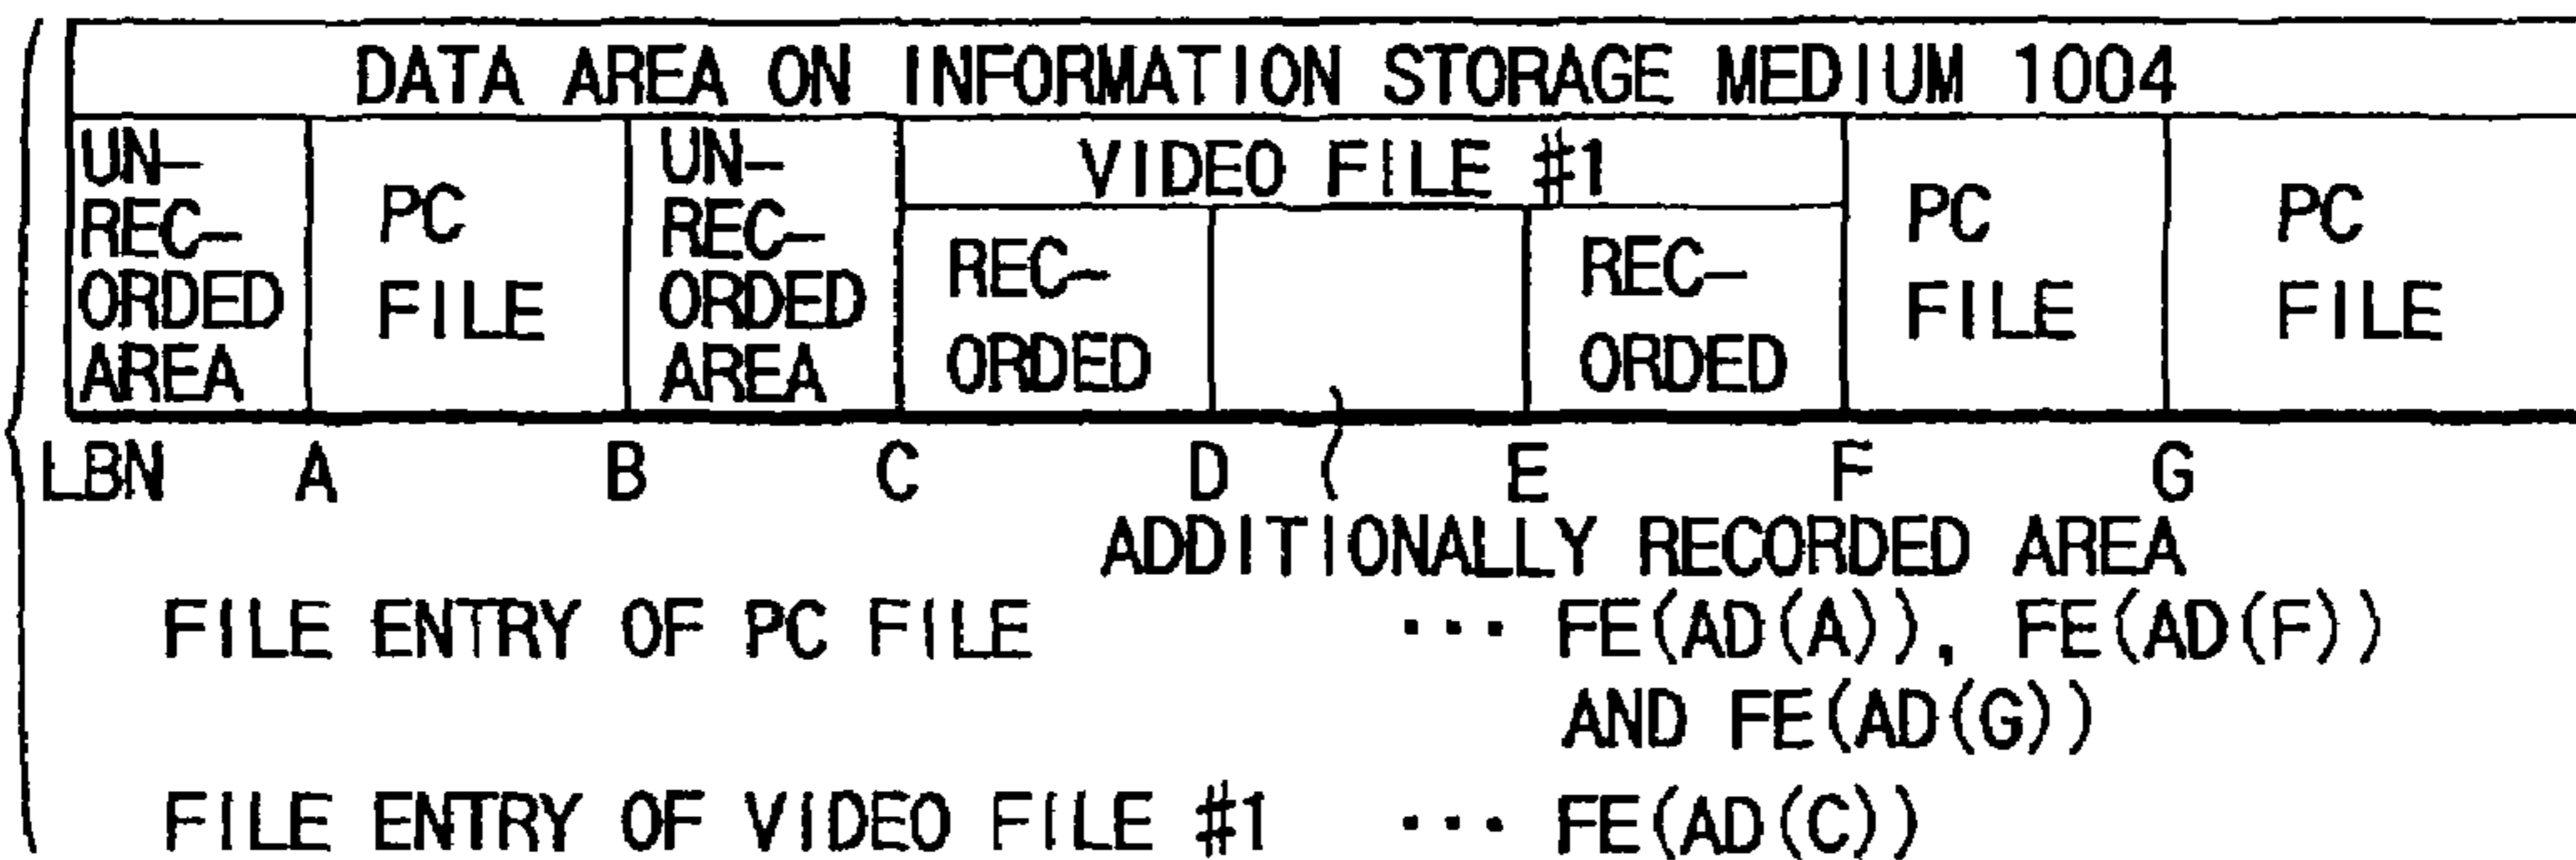 DATA AREA ON INFORMATION STORAGE MEDIUM 1004
UN-
REC-
ORDED
AREA
PC
FILE
UN-
REC-
ORDED
AREA
VIDEO FILE #1
REC-
ORDED
REC-
ORDED
PC
FILE
PC
FILE
LBN A B C D E F G
ADDITIONALLY RECORDED AREA
FILE ENTRY OF PC FILE ··· FE(AD(A)), FE(AD(F))
AND FE(AD(G))
FILE ENTRY OF VIDEO FILE #1 ··· FE(AD(C))